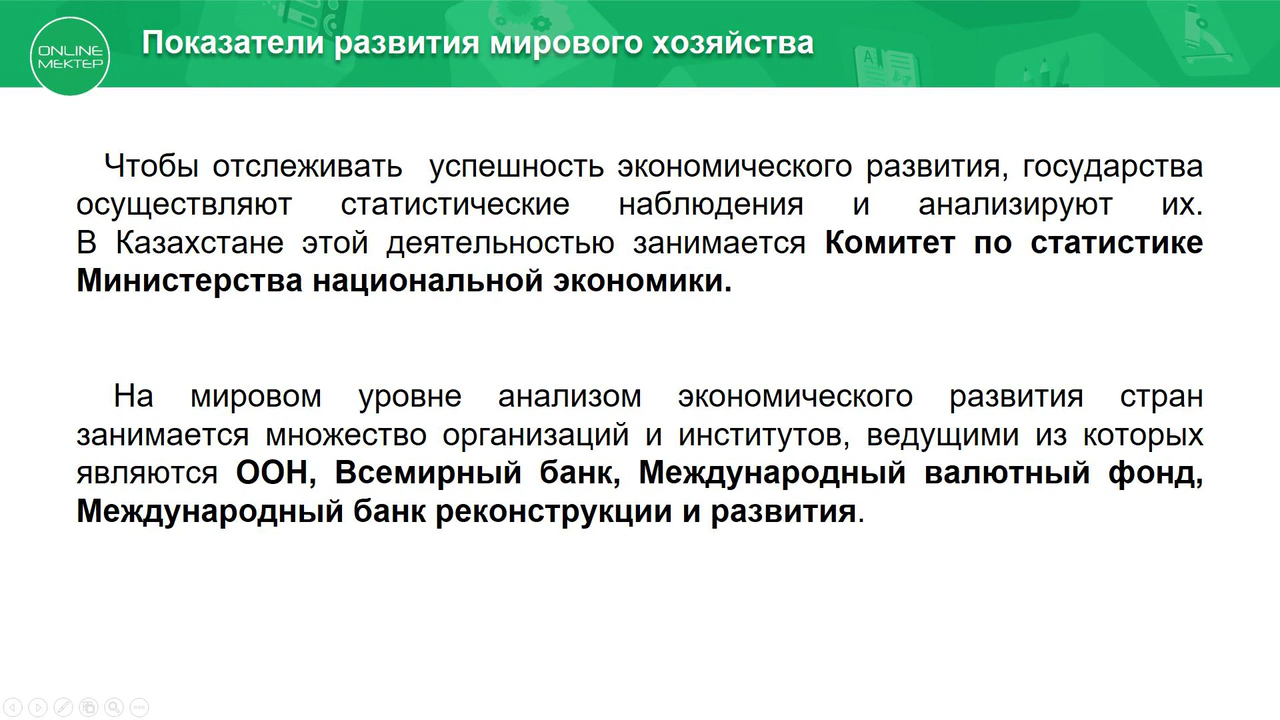 ONLINE
МЕКТЕР
Показатели развития мирового хозяйства
Чтобы отслеживать успешность экономического развития, государства
осуществляют статистические наблюдения и анализируют их.
В Казахстане этой деятельностью занимается Комитет по статистике
Министерства национальной экономики.
На мировом уровне анализом экономического развития стран
занимается множество организаций и институтов, ведущими из которых
являются ООН, Всемирный банк, Международный валютный фонд,
Международный банк реконструкции и развития.